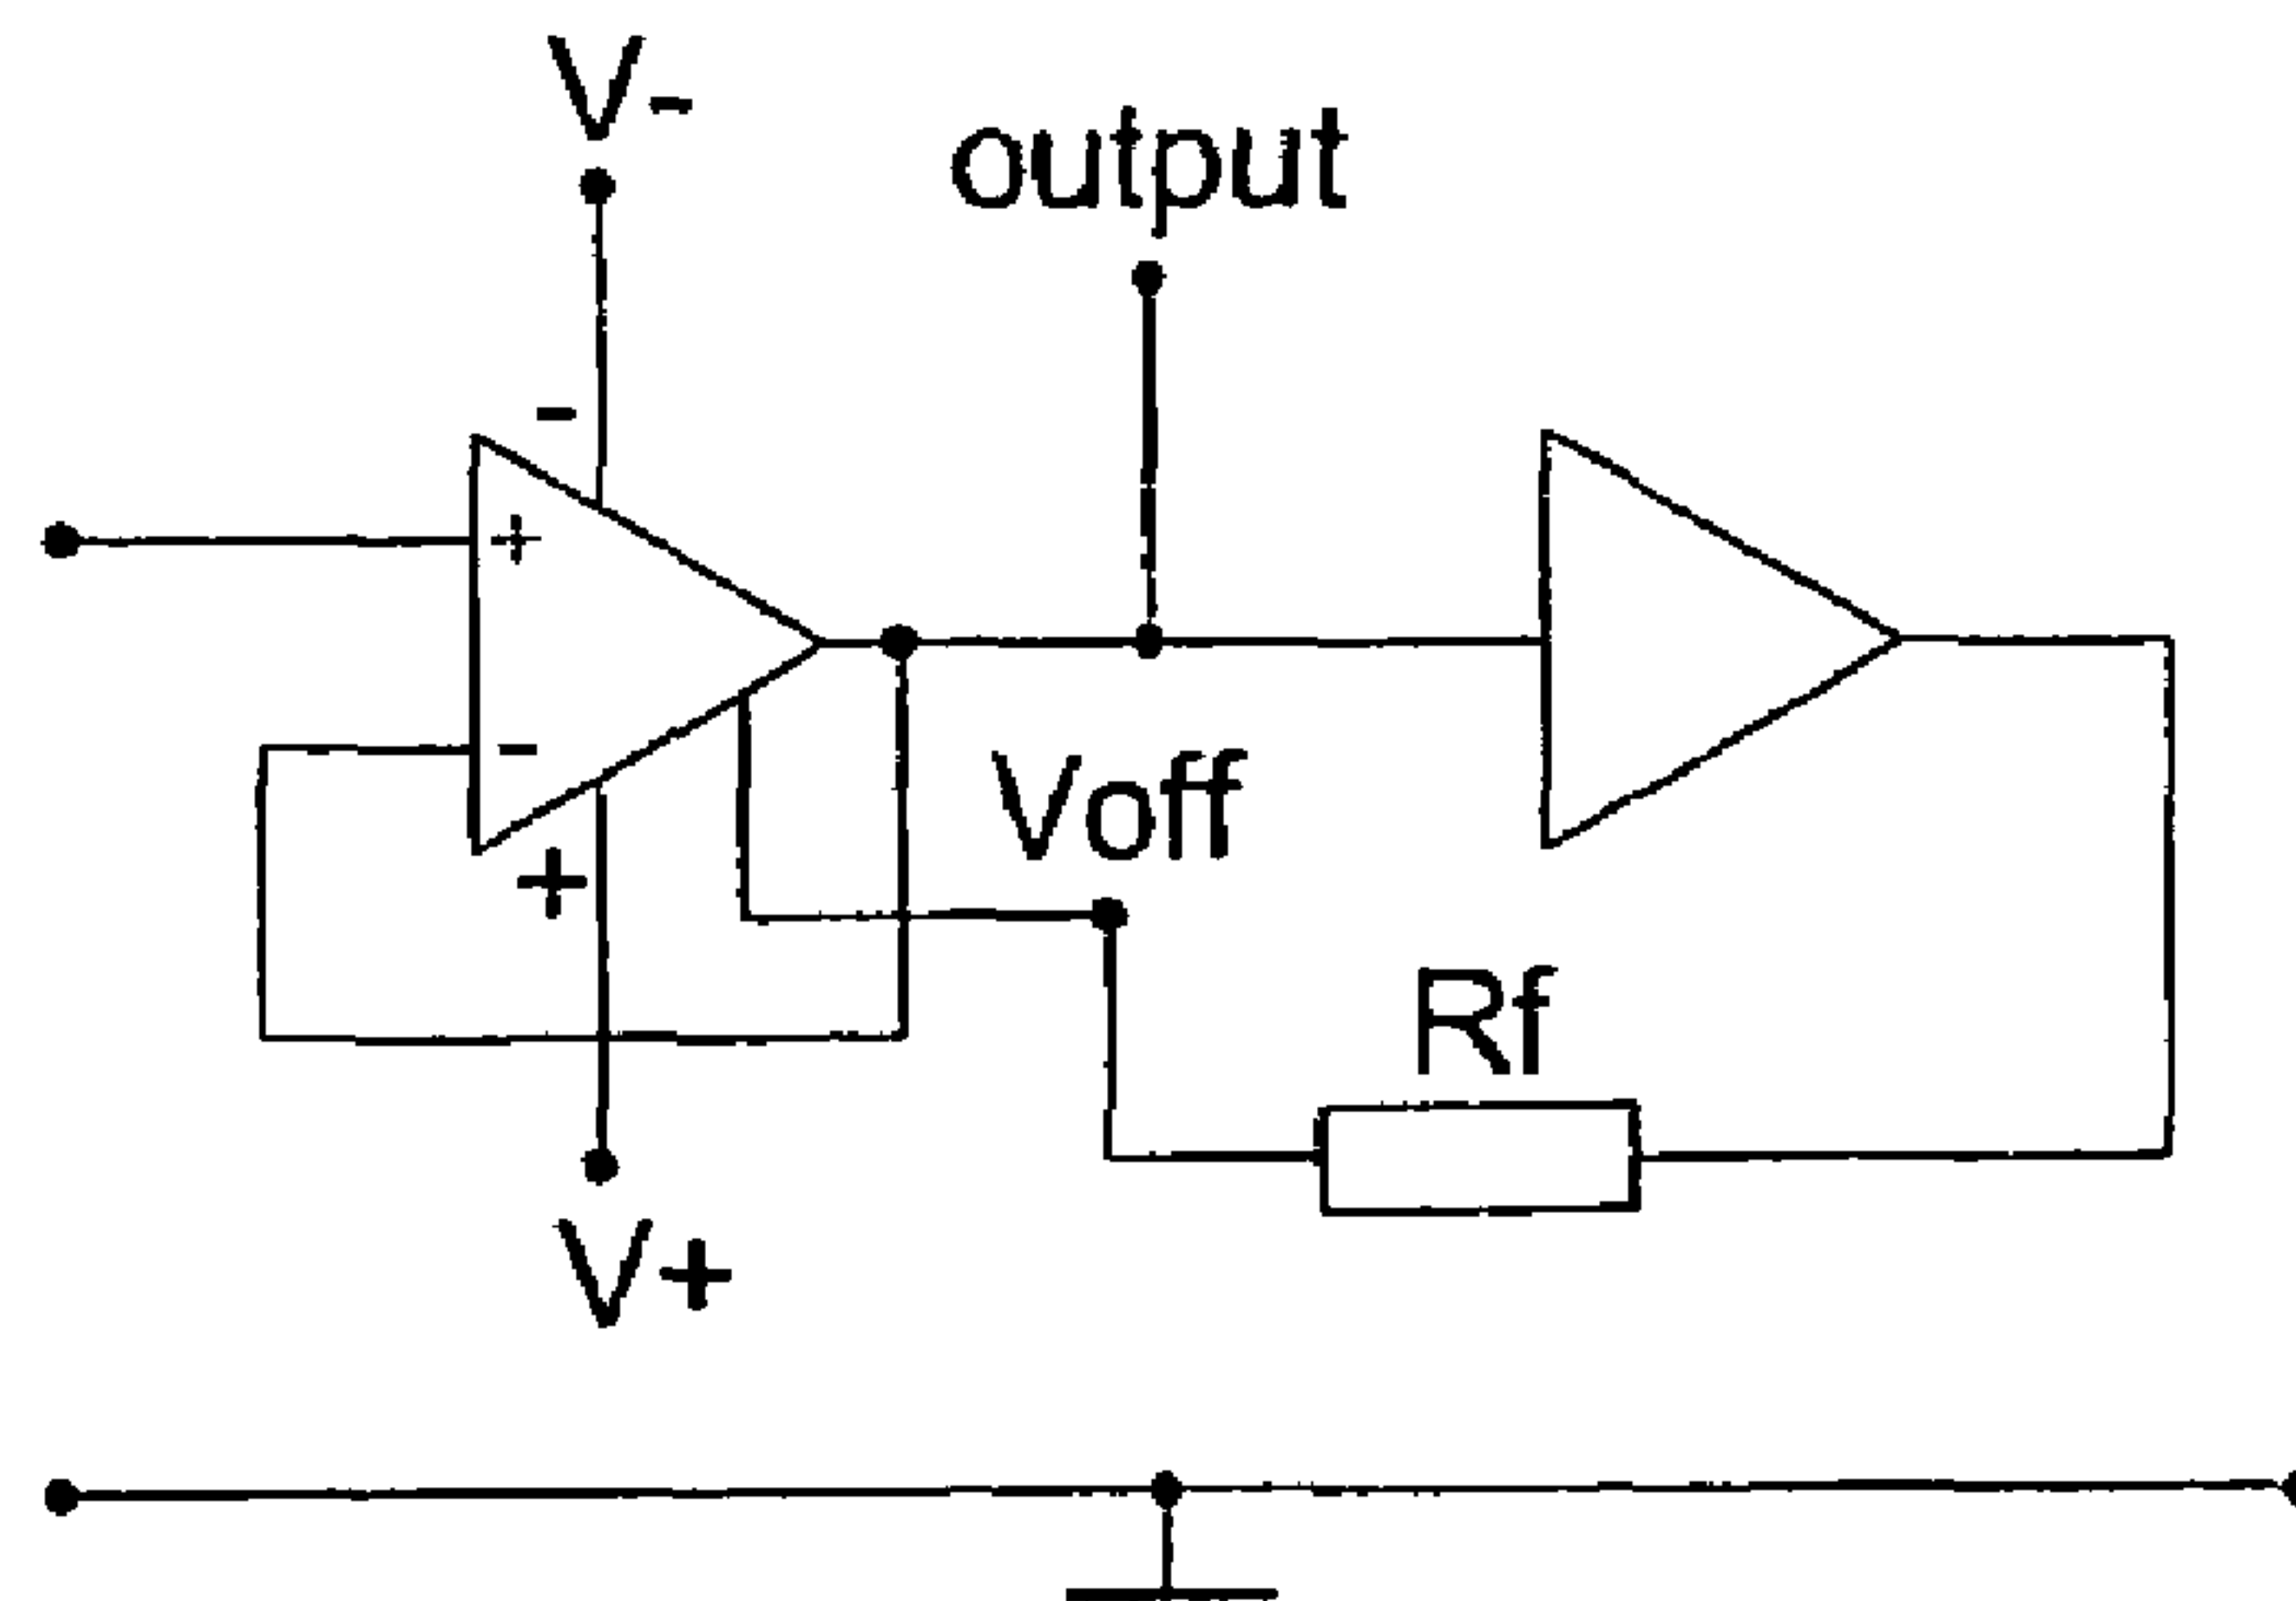 V-
output
-
+
-
Voff
+
Rf
V+